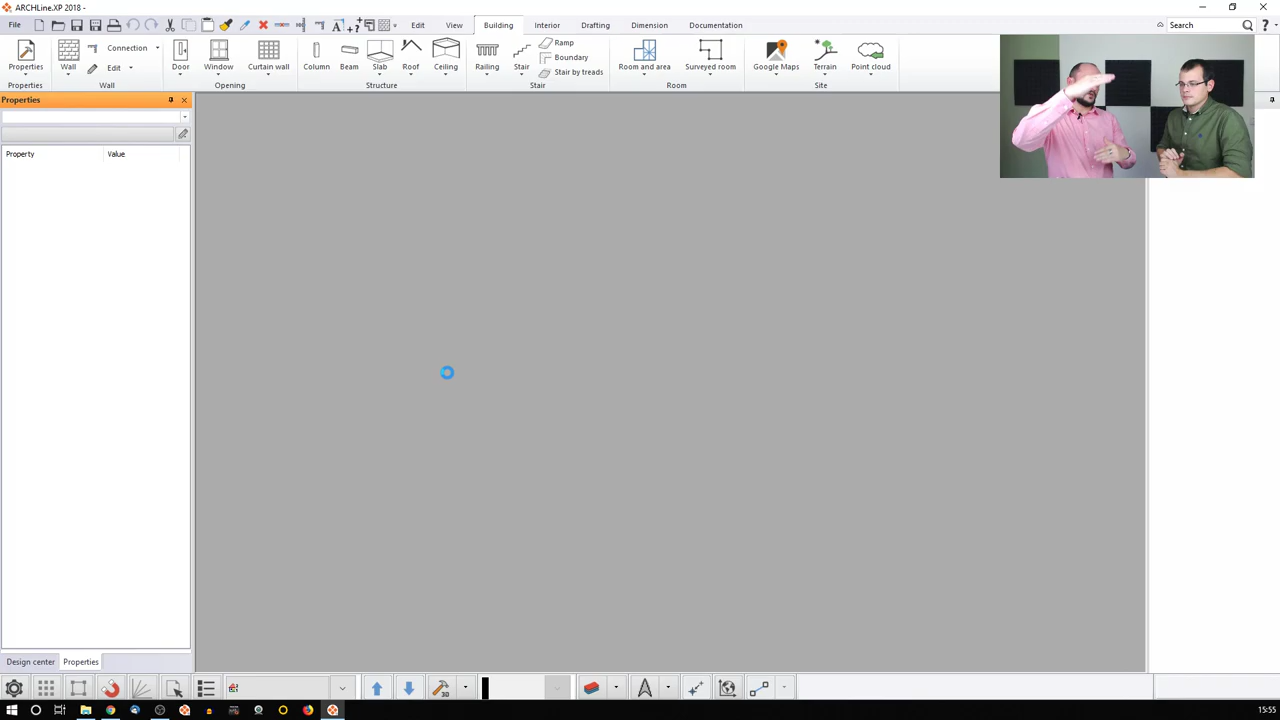 ARCHLine.XP 2018 -
File Edit View Building Interior Drafting Dimension Documentation Search
Properties Wall Connection Edit Door Window Curtain wall Column Beam Slab Roof Ceiling Railing Stair Ramp Boundary Stair by treads Room and area Surveyed room Google Maps Terrain Point cloud
Properties Wall Opening Structure Stair Room Site
Properties
Property Value
Design center Properties
15:55